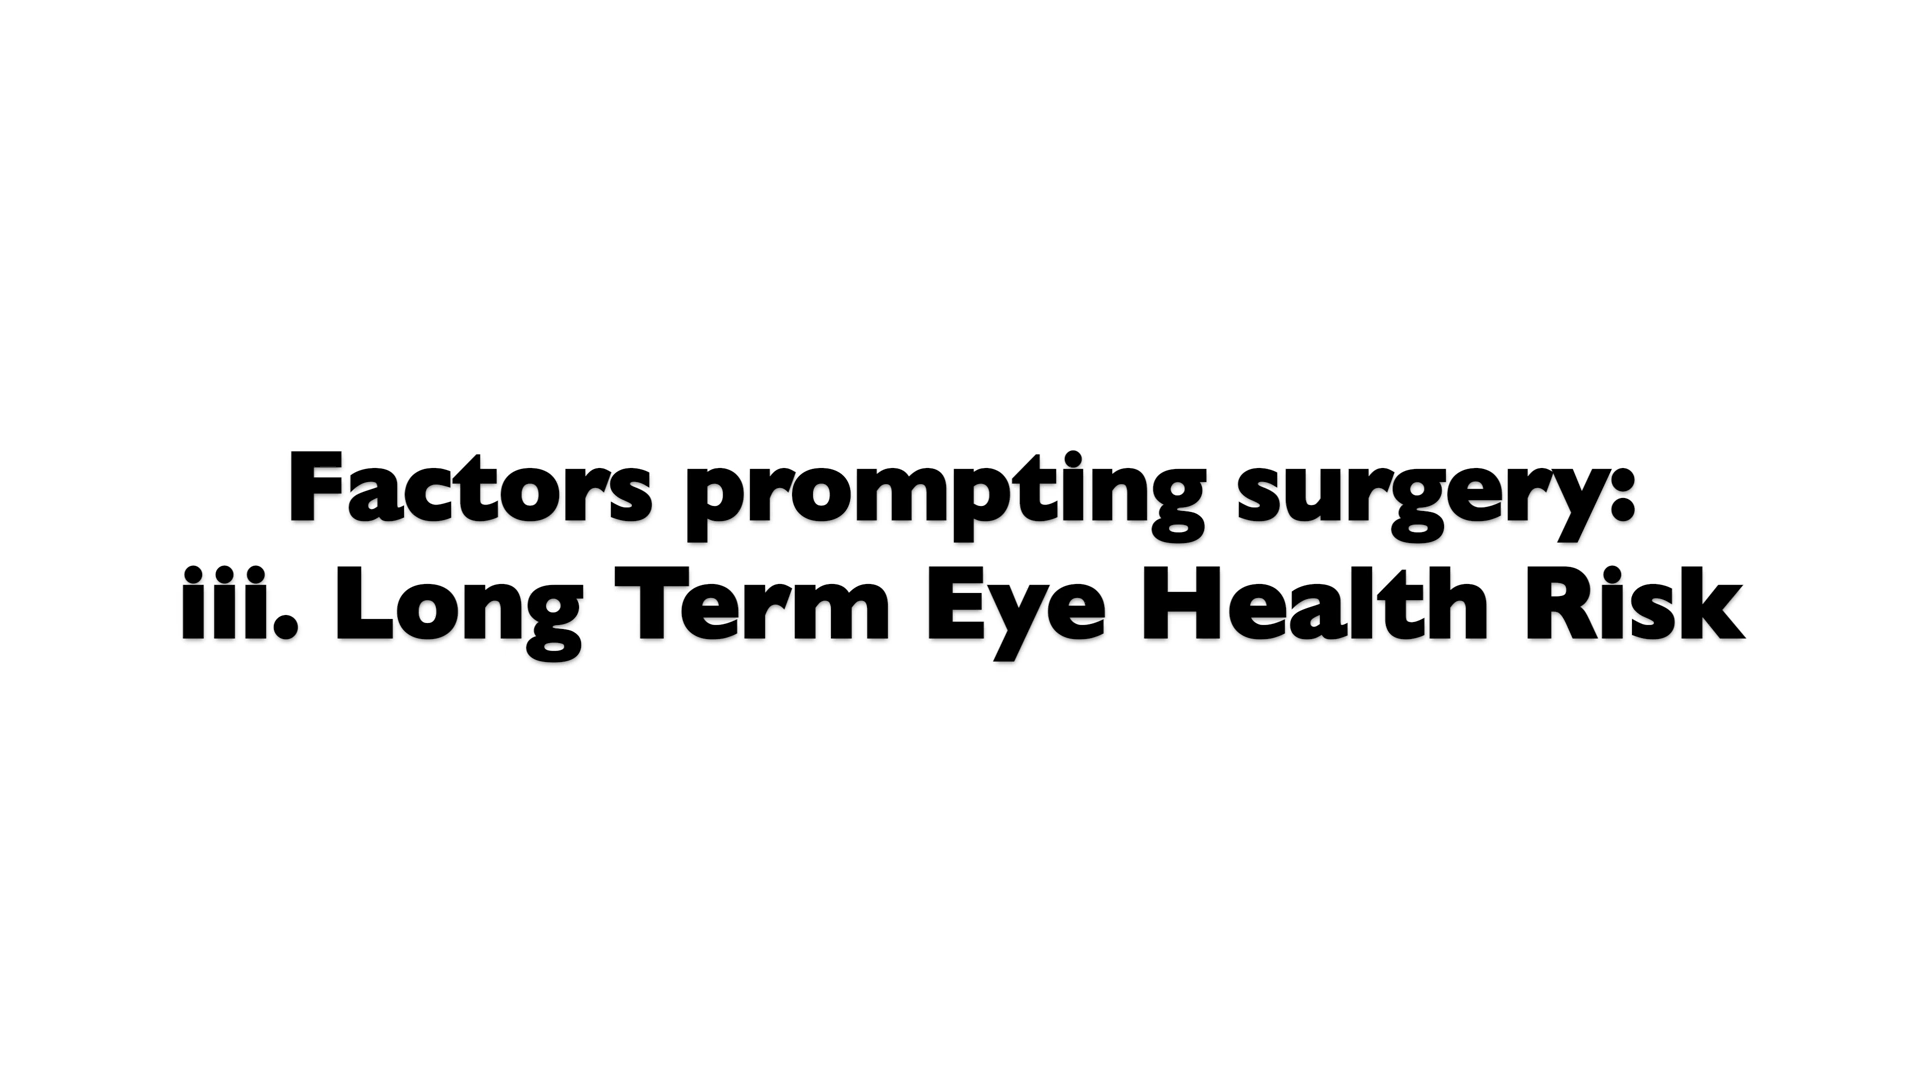 Factors prompting surgery:
iii. Long Term Eye Health Risk